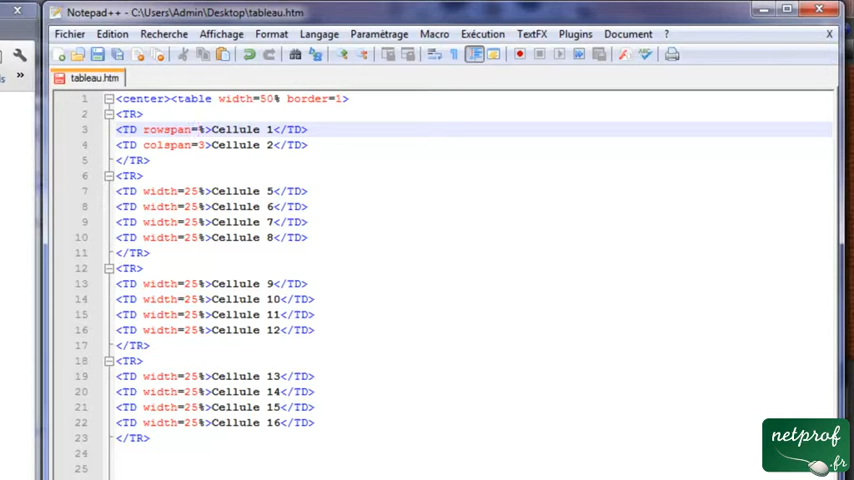 Notepad++ - C:\Users\Admin\Desktop\tableau.htm
X
Fichier Edition Recherche Affichage Format Langage Paramètrage Macro Exécution TextFX Plugins Document ? X
s »
tableau.htm
1 <center><table width=50% border=1>
2 <TR>
3 <TD rowspan=%>Cellule 1</TD>
4 <TD colspan=3>Cellule 2</TD>
5 </TR>
6 <TR>
7 <TD width=25%>Cellule 5</TD>
8 <TD width=25%>Cellule 6</TD>
9 <TD width=25%>Cellule 7</TD>
10 <TD width=25%>Cellule 8</TD>
11 </TR>
12 <TR>
13 <TD width=25%>Cellule 9</TD>
14 <TD width=25%>Cellule 10</TD>
15 <TD width=25%>Cellule 11</TD>
16 <TD width=25%>Cellule 12</TD>
17 </TR>
18 <TR>
19 <TD width=25%>Cellule 13</TD>
20 <TD width=25%>Cellule 14</TD>
21 <TD width=25%>Cellule 15</TD>
22 <TD width=25%>Cellule 16</TD>
23 </TR>
24
25
netprof
.fr